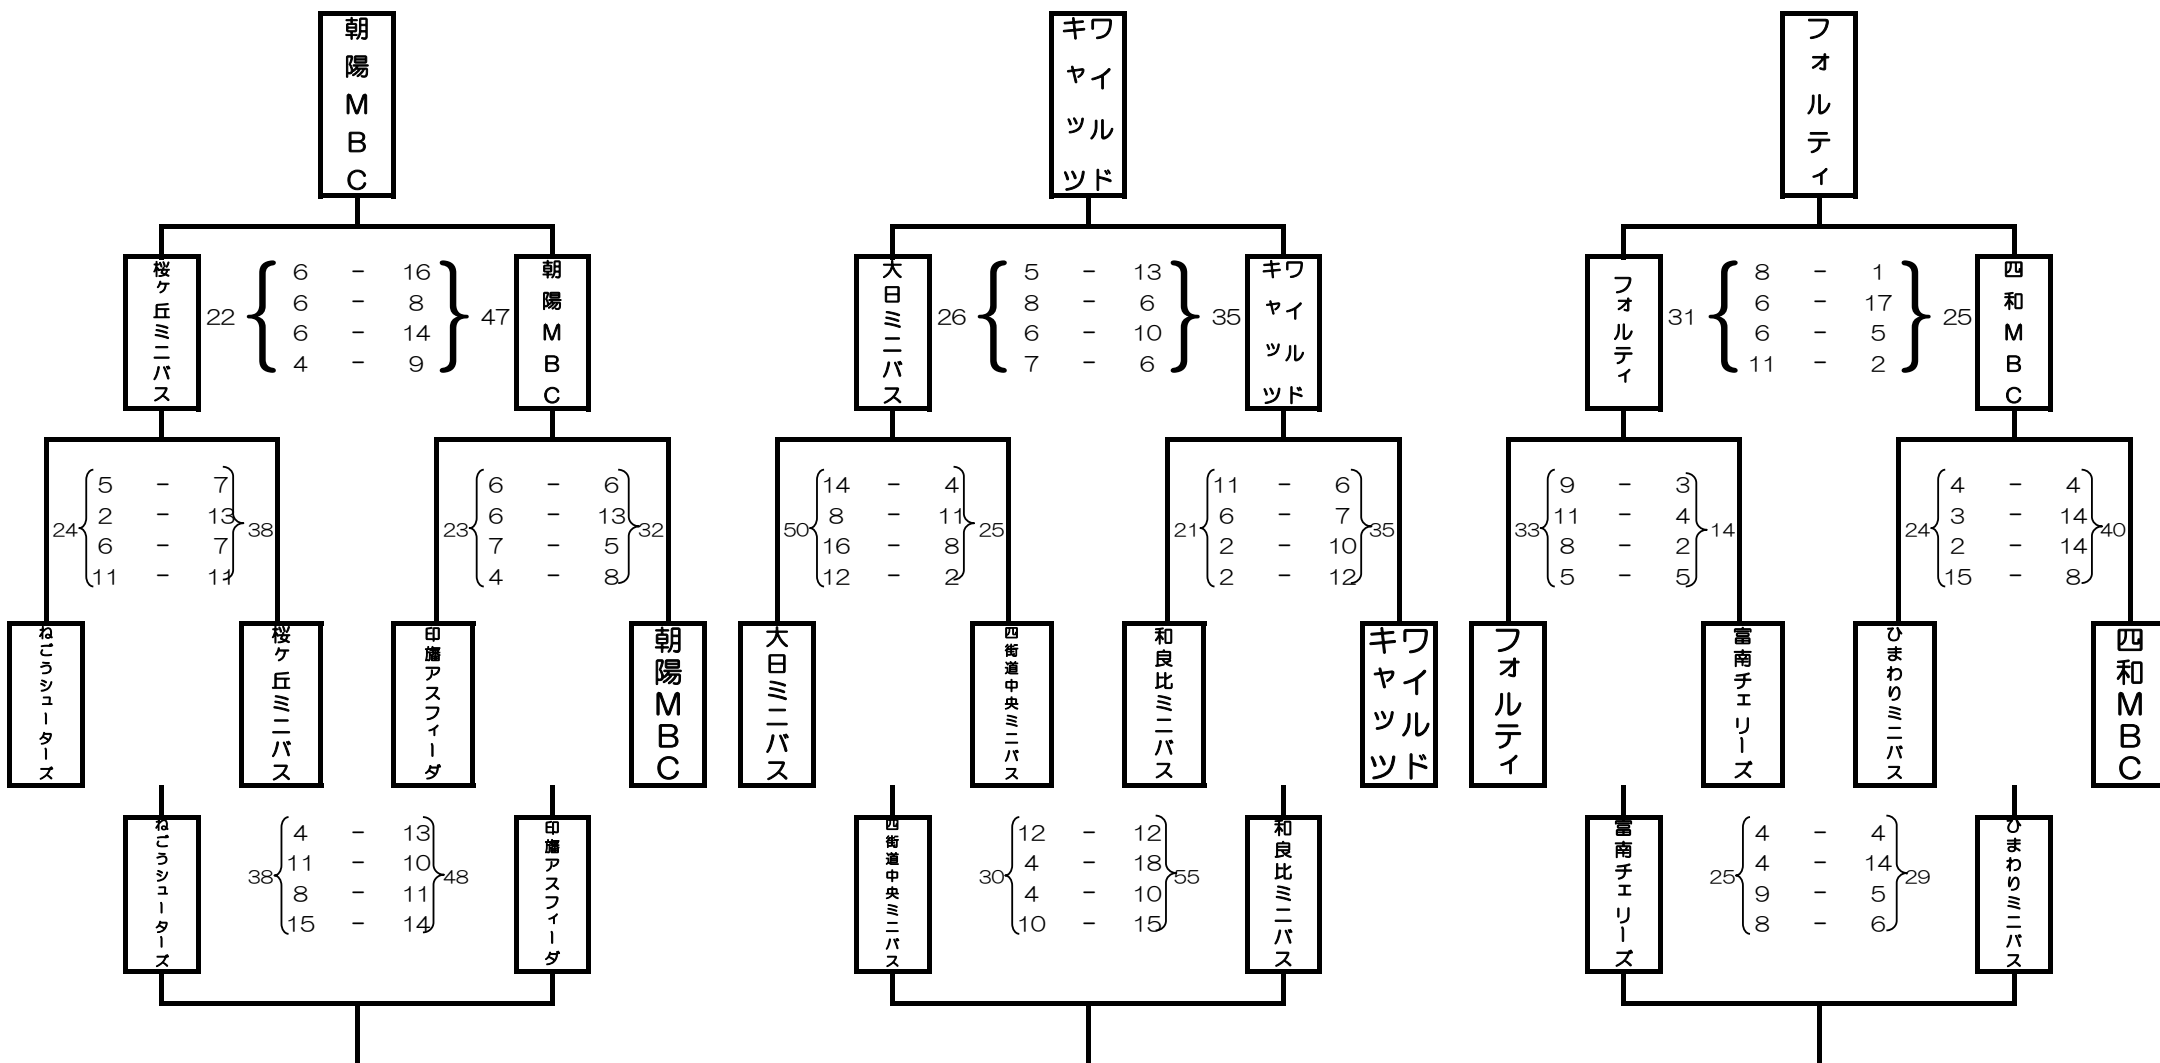 朝陽MBC
ワイルドキャッツ
フォルティ
桜ヶ丘ミニバス
22
6 - 16
6 - 8
6 - 14
4 - 9
47
朝陽MBC
大日ミニバス
26
5 - 13
8 - 6
6 - 10
7 - 6
35
ワイルドキャッツ
フォルティ
31
8 - 1
6 - 17
6 - 5
11 - 2
25
四和MBC
24
5 - 7
2 - 13
6 - 7
11 - 11
38
23
6 - 6
6 - 13
7 - 5
4 - 8
32
50
14 - 4
8 - 11
16 - 8
12 - 2
25
21
11 - 6
6 - 7
2 - 10
2 - 12
35
33
9 - 3
11 - 4
8 - 2
5 - 5
14
24
4 - 4
3 - 14
2 - 14
15 - 8
40
ねごうシューターズ
桜ケ丘ミニバス
印旛アスフィーダ
朝陽MBC
大日ミニバス
四街道中央ミニバス
和良比ミニバス
ワイルドキャッツ
フォルティ
富南チェリーズ
ひまわりミニバス
四和MBC
ねごうシューターズ
38
4 - 13
11 - 10
8 - 11
15 - 14
48
印旛アスフィーダ
四街道中央ミニバス
30
12 - 12
4 - 18
4 - 10
10 - 15
55
和良比ミニバス
富南チェリーズ
25
4 - 4
4 - 14
9 - 5
8 - 6
29
ひまわりミニバス